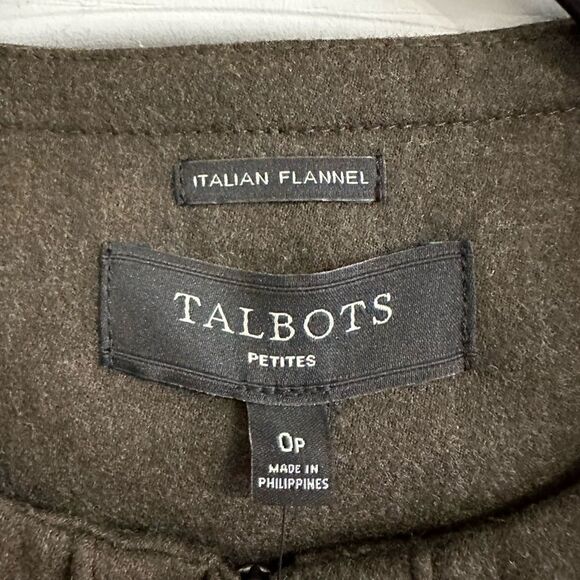 ITALIAN FLANNEL
TALBOTS
PETITES
0P
MADE IN
PHILIPPINES